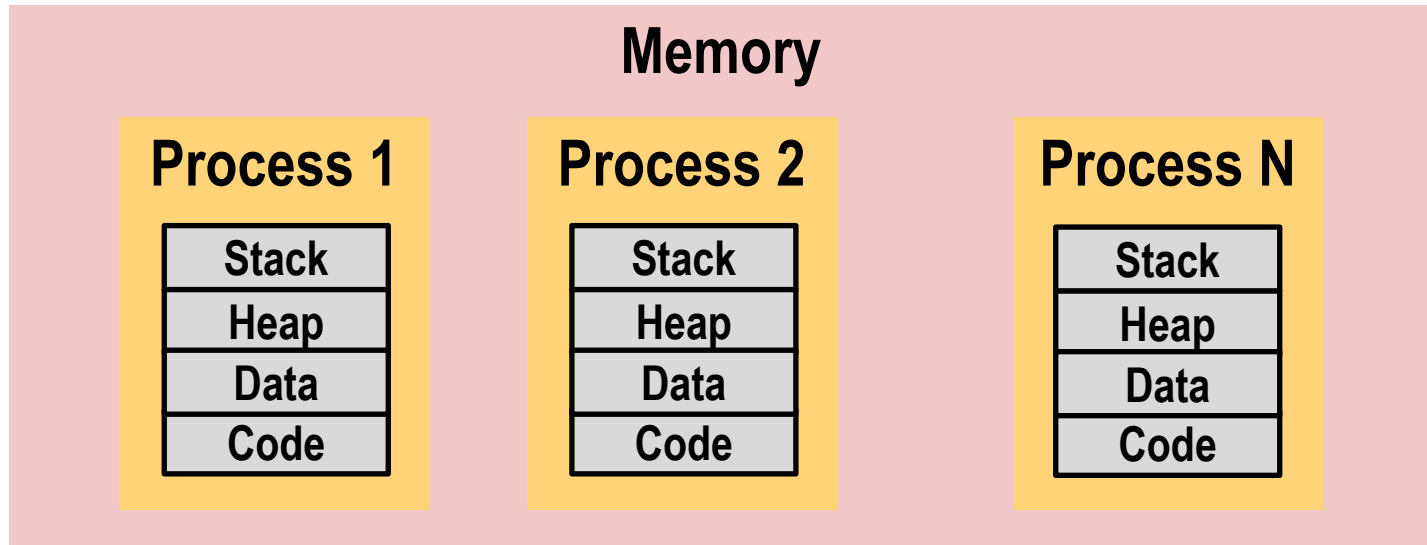 Memory
Process 1
Stack
Heap
Data
Code
Process 2
Stack
Heap
Data
Code
Process N
Stack
Heap
Data
Code